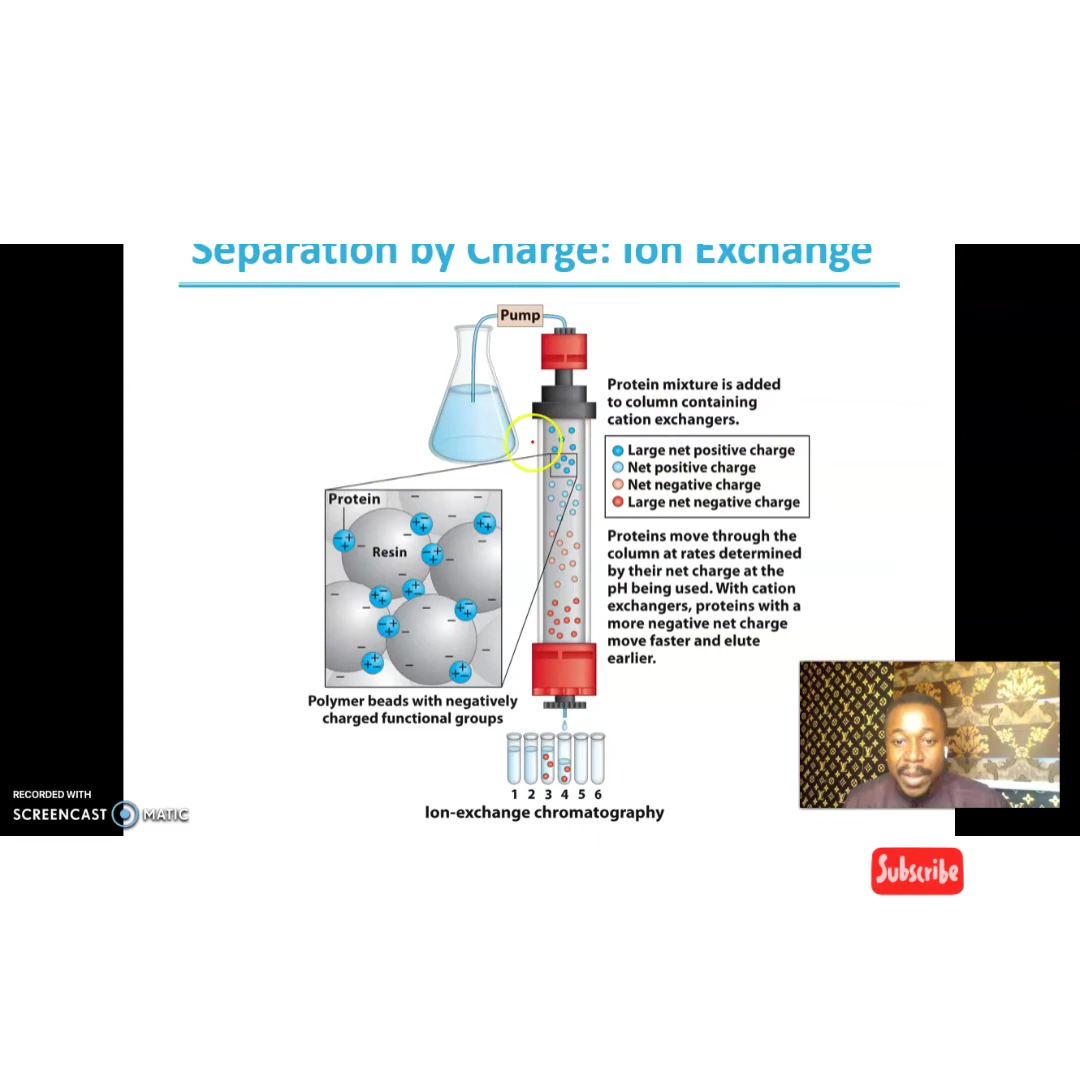 Separation by Charge: Ion Exchange
Pump
Protein mixture is added
to column containing
cation exchangers.
Large net positive charge
Net positive charge
Net negative charge
Large net negative charge
Protein
Resin
Proteins move through the
column at rates determined
by their net charge at the
pH being used. With cation
exchangers, proteins with a
more negative net charge
move faster and elute
earlier.
Polymer beads with negatively
charged functional groups
1 2 3 4 5 6
Ion-exchange chromatography
RECORDED WITH
SCREENCAST MATIC
Subscribe